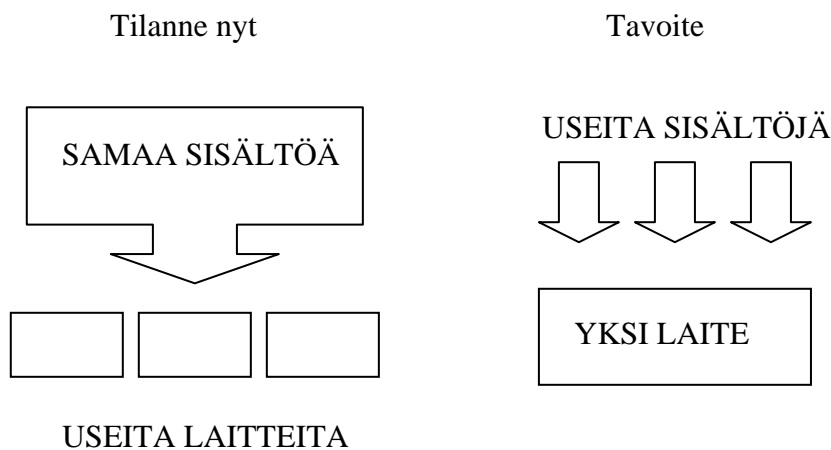 Tilanne nyt
SAMAA SISÄLTÖÄ
USEITA LAITTEITA
Tavoite
USEITA SISÄLTÖJÄ
YKSI LAITE